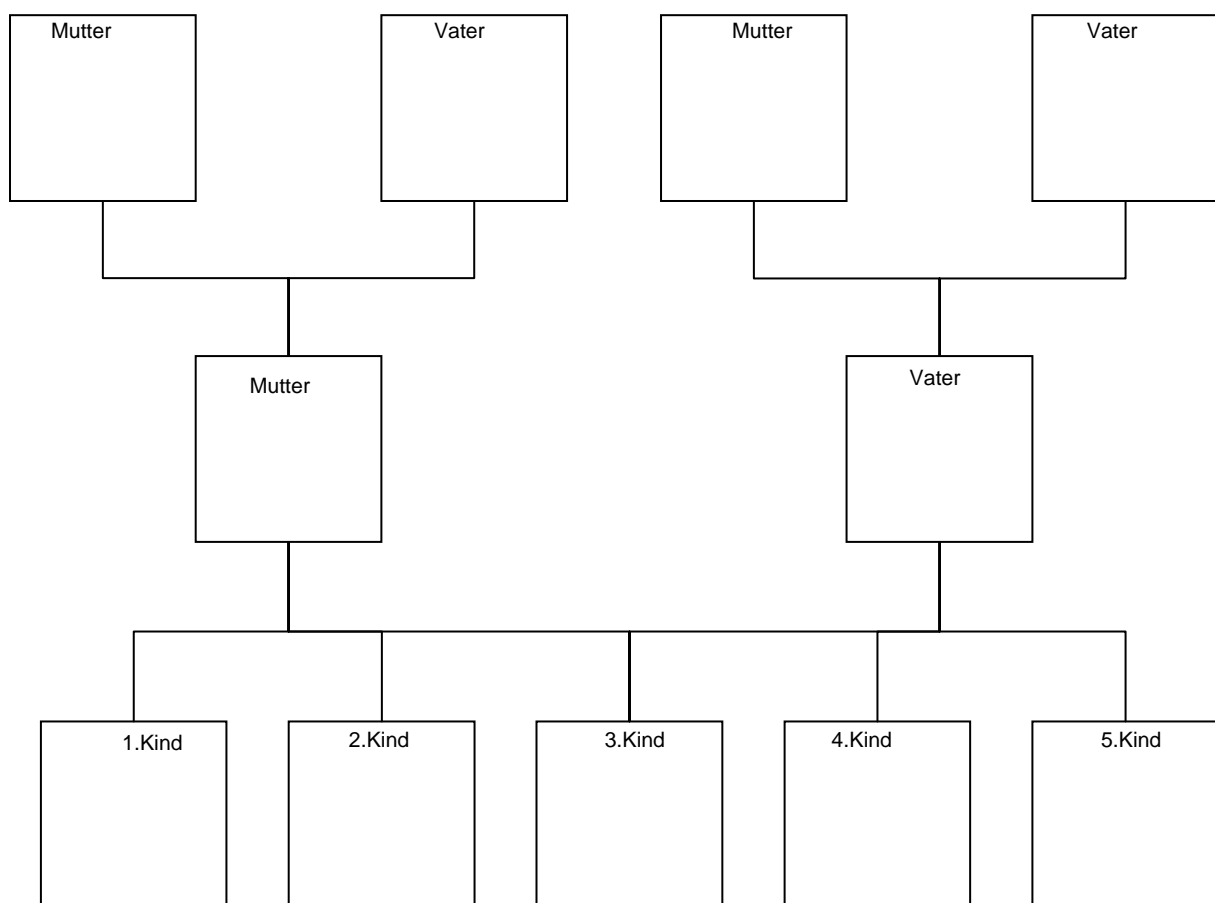 Mutter
Vater
Mutter
Vater
Mutter
Vater
1.Kind
2.Kind
3.Kind
4.Kind
5.Kind